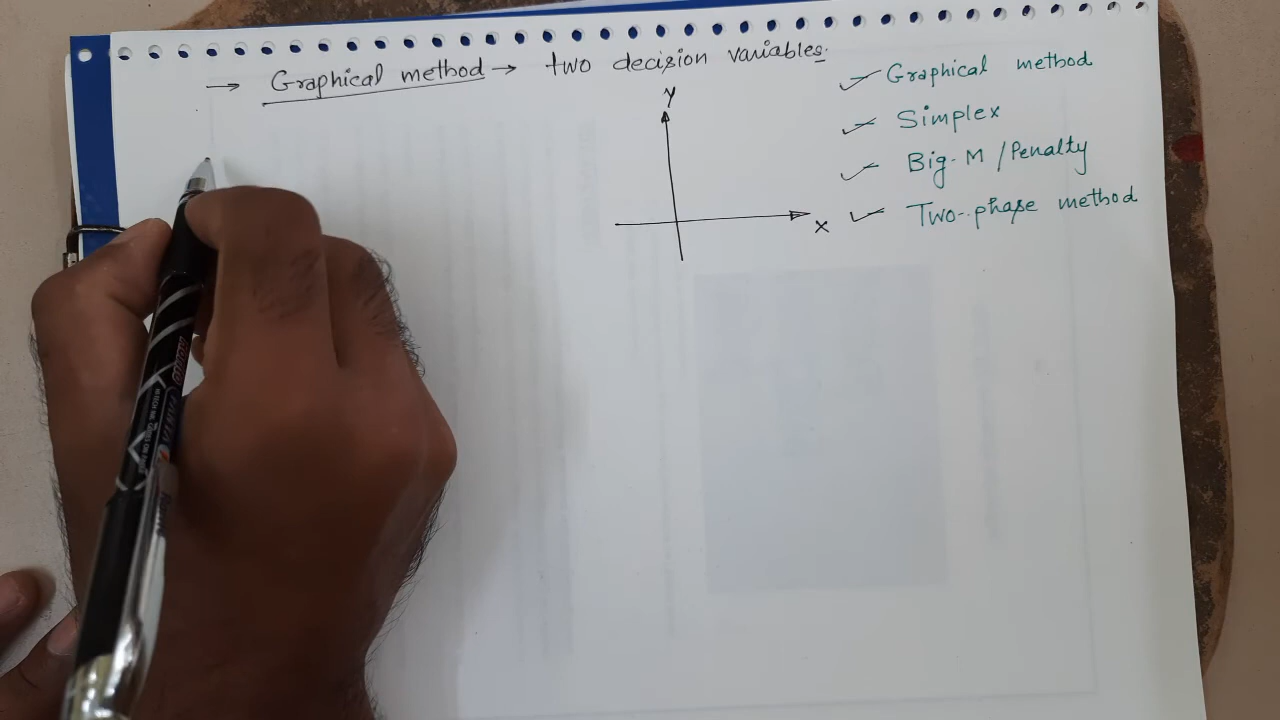 → Graphical method → two decision variables.
Y
X
✓ Graphical method
✓ Simplex
✓ Big-M / Penalty
✓ Two-phase method